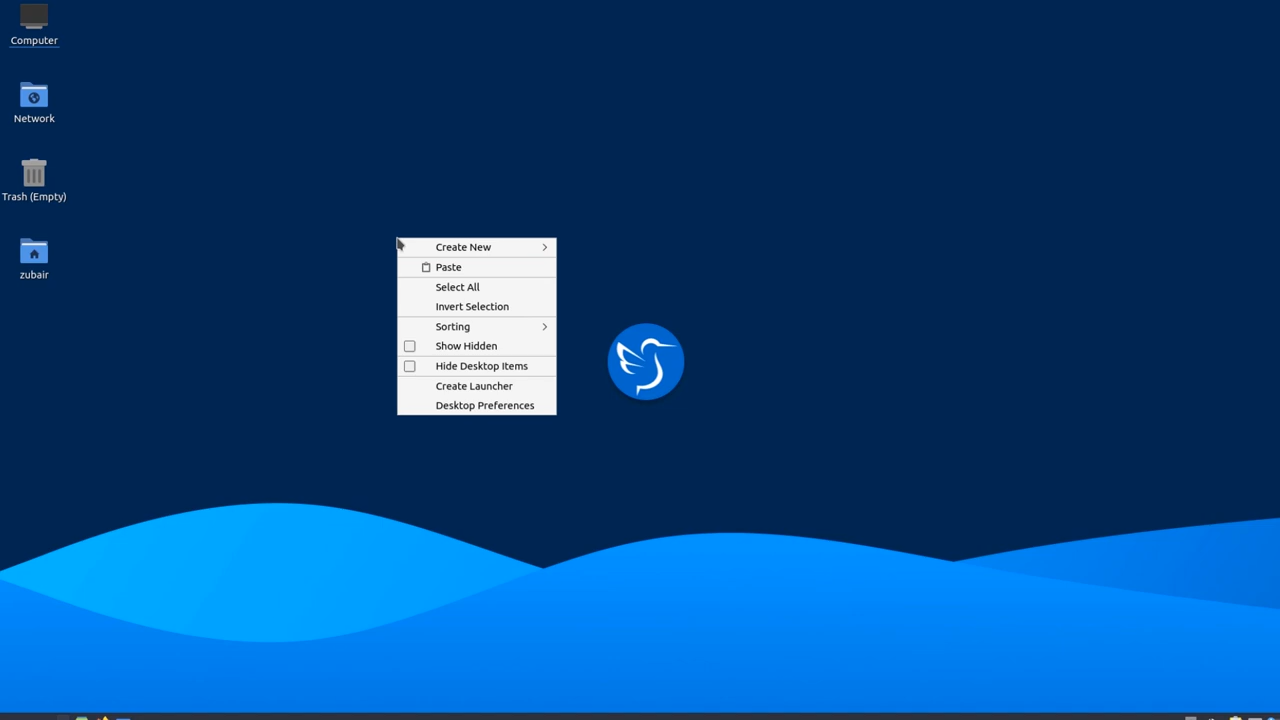 Computer
Network
Trash (Empty)
zubair
Create New
Paste
Select All
Invert Selection
Sorting
Show Hidden
Hide Desktop Items
Create Launcher
Desktop Preferences